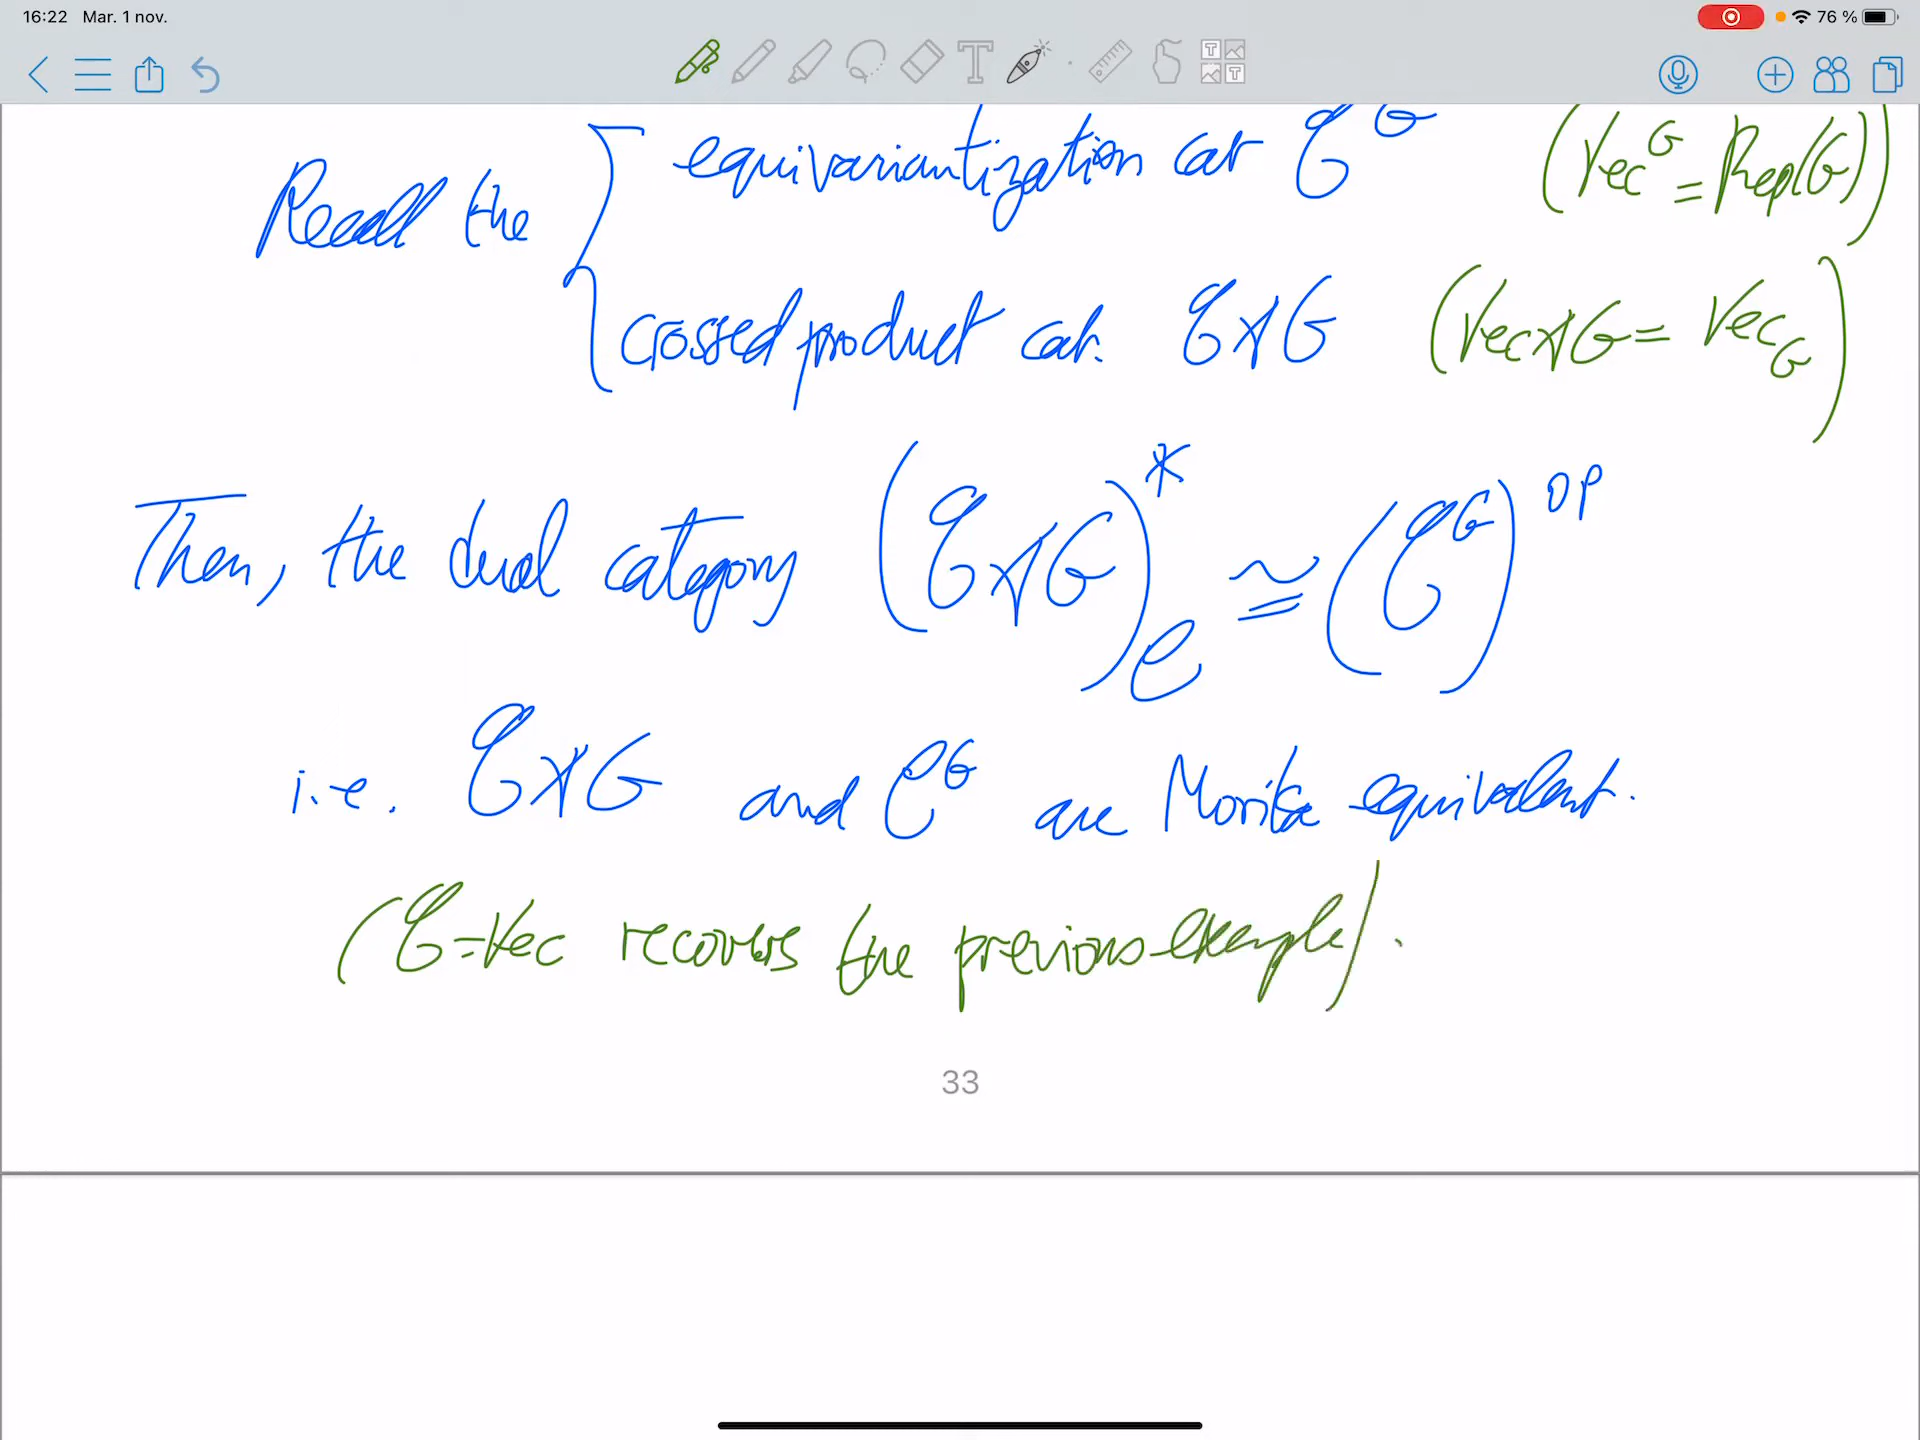 16:22 Mar. 1 nov. 76 %
Recall the { equivariantization cat 𝒞^G (Vec^G = Rep(G))
crossed product cat. 𝒞⋊G (Vec⋊G = Vec_G)
Then, the dual category (𝒞⋊G)^*_𝒞 ≅ (𝒞^G)^op
i.e. 𝒞⋊G and 𝒞^G are Morita equivalent.
(𝒞=Vec recovers the previous example).
33